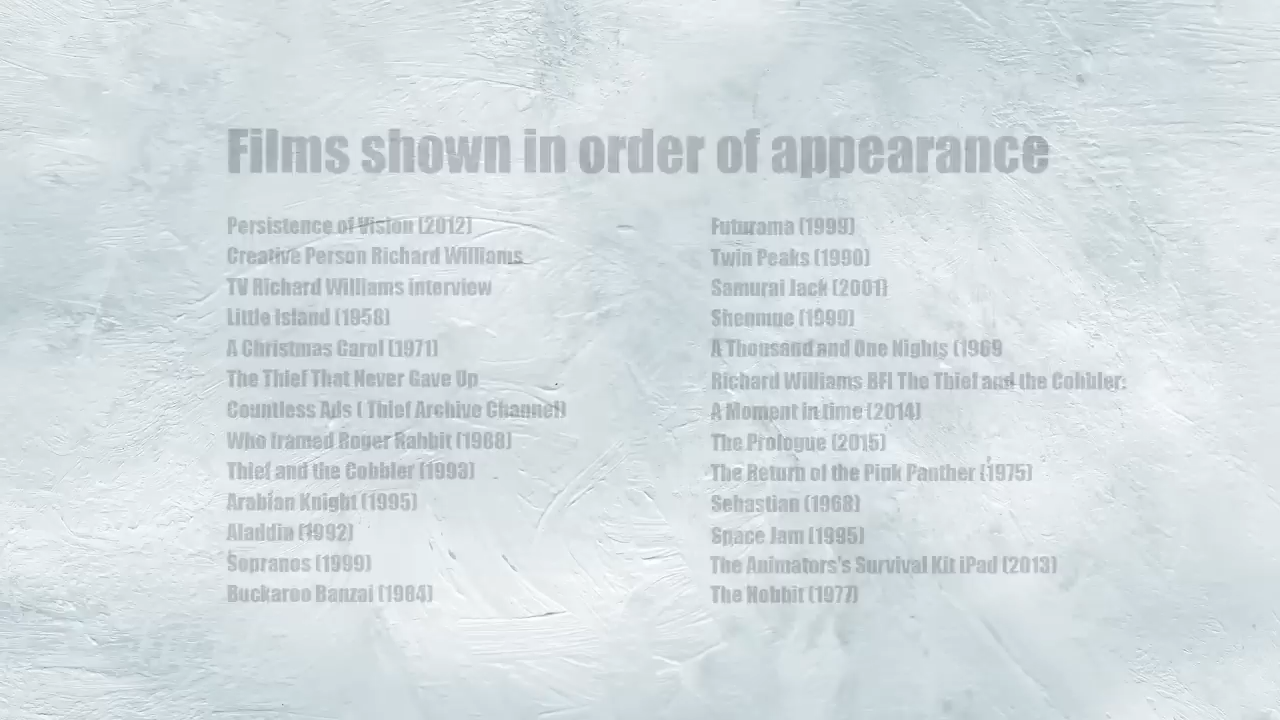 Films shown in order of appearance
Persistence of Vision (2012)
Creative Person Richard Williams
TV Richard Williams interview
Little Island (1958)
A Christmas Carol (1971)
The Thief That Never Gave Up
Countless Ads ( Thief Archive Channel)
Who framed Roger Rabbit (1988)
Thief and the Cobbler (1993)
Arabian Knight (1995)
Aladdin (1992)
Sopranos (1999)
Buckaroo Banzai (1984)
Futurama (1999)
Twin Peaks (1990)
Samurai Jack (2001)
Shenmue (1999)
A Thousand and One Nights (1969
Richard Williams BFI The Thief and the Cobbler:
A Moment in time (2014)
The Prologue (2015)
The Return of the Pink Panther (1975)
Sebastian (1968)
Space Jam (1995)
The Animators's Survival Kit iPad (2013)
The Hobbit (1977)